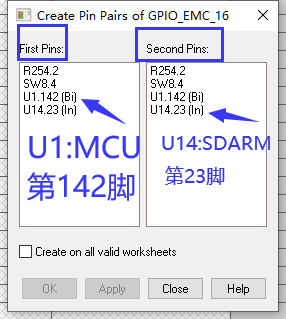 Create Pin Pairs of GPIO_EMC_16
First Pins:
Second Pins:
R254.2
SW8.4
U1.142 (Bi)
U14.23 (In)
R254.2
SW8.4
U1.142 (Bi)
U14.23 (In)
U1:MCU
第142脚
U14:SDARM
第23脚
Create on all valid worksheets
OK
Apply
Close
Help